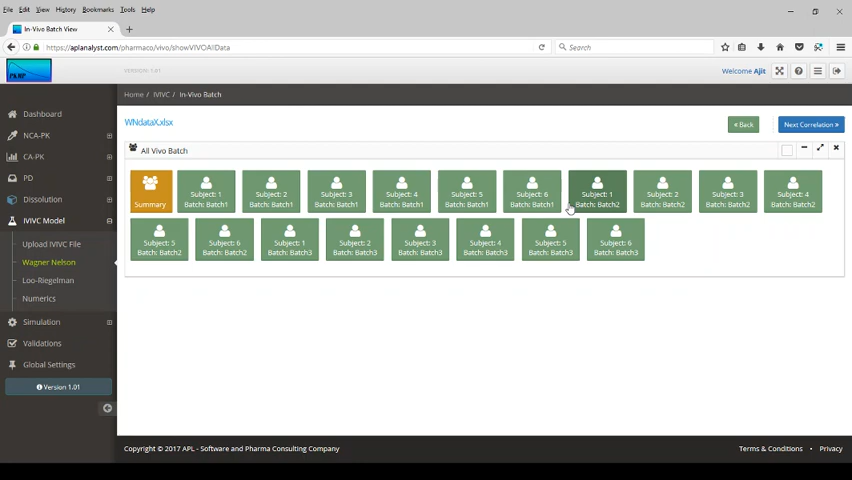 File Edit View History Bookmarks Tools Help
In-Vivo Batch View
https://aplanalyst.com/pharmaco/vivo/showVIVOAllData
Search
VERSION: 1.01
Welcome Ajit
Home / IVIVC / In-Vivo Batch
Dashboard
NCA-PK
CA-PK
PD
Dissolution
IVIVC Model
Upload IVIVC File
Wagner Nelson
Loo-Riegelman
Numerics
Simulation
Validations
Global Settings
Version 1.01
WNdataX.xlsx
Back
Next Correlation
All Vivo Batch
Summary
Subject: 1
Batch: Batch1
Subject: 2
Batch: Batch1
Subject: 3
Batch: Batch1
Subject: 4
Batch: Batch1
Subject: 5
Batch: Batch1
Subject: 6
Batch: Batch1
Subject: 1
Batch: Batch2
Subject: 2
Batch: Batch2
Subject: 3
Batch: Batch2
Subject: 4
Batch: Batch2
Subject: 5
Batch: Batch2
Subject: 6
Batch: Batch2
Subject: 1
Batch: Batch3
Subject: 2
Batch: Batch3
Subject: 3
Batch: Batch3
Subject: 4
Batch: Batch3
Subject: 5
Batch: Batch3
Subject: 6
Batch: Batch3
Copyright © 2017 APL - Software and Pharma Consulting Company
Terms & Conditions • Privacy